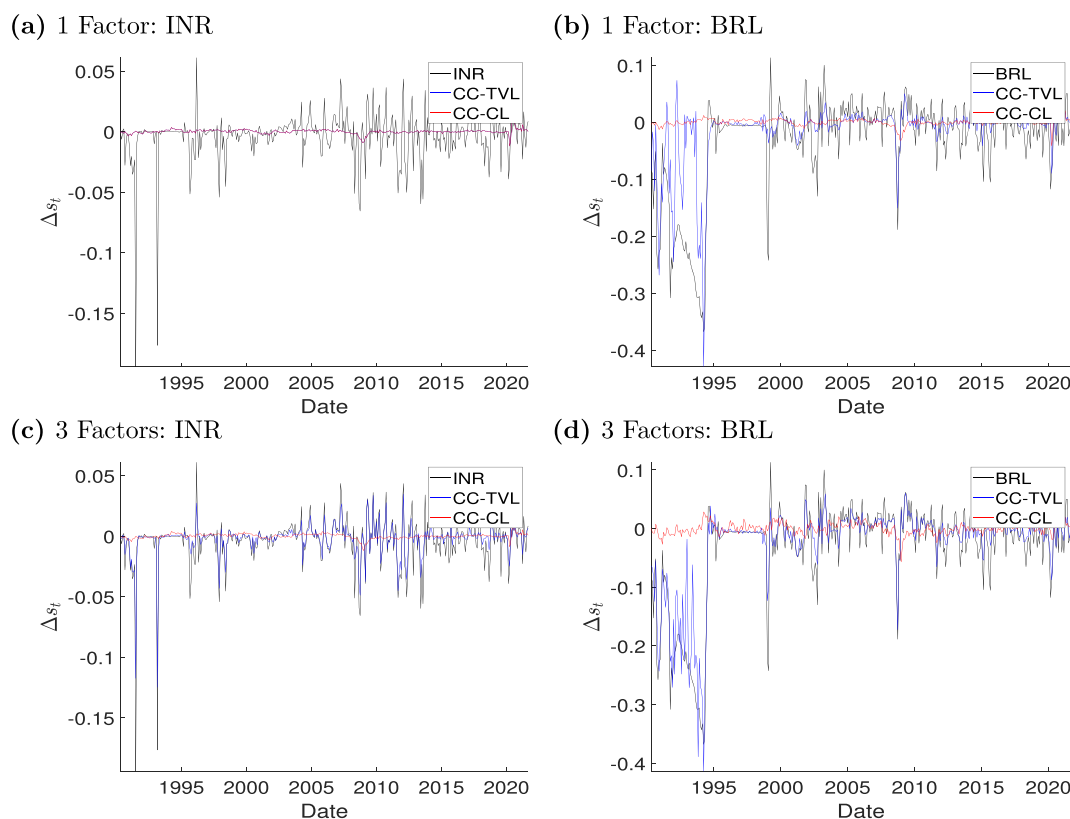 (a) 1 Factor: INR
0.05
0
-0.05
-0.1
-0.15
Δsₜ
1995 2000 2005 2010 2015 2020
Date
INR
CC-TVL
CC-CL
(b) 1 Factor: BRL
0.1
0
-0.1
-0.2
-0.3
-0.4
Δsₜ
1995 2000 2005 2010 2015 2020
Date
BRL
CC-TVL
CC-CL
(c) 3 Factors: INR
0.05
0
-0.05
-0.1
-0.15
Δsₜ
1995 2000 2005 2010 2015 2020
Date
INR
CC-TVL
CC-CL
(d) 3 Factors: BRL
0.1
0
-0.1
-0.2
-0.3
-0.4
Δsₜ
1995 2000 2005 2010 2015 2020
Date
BRL
CC-TVL
CC-CL